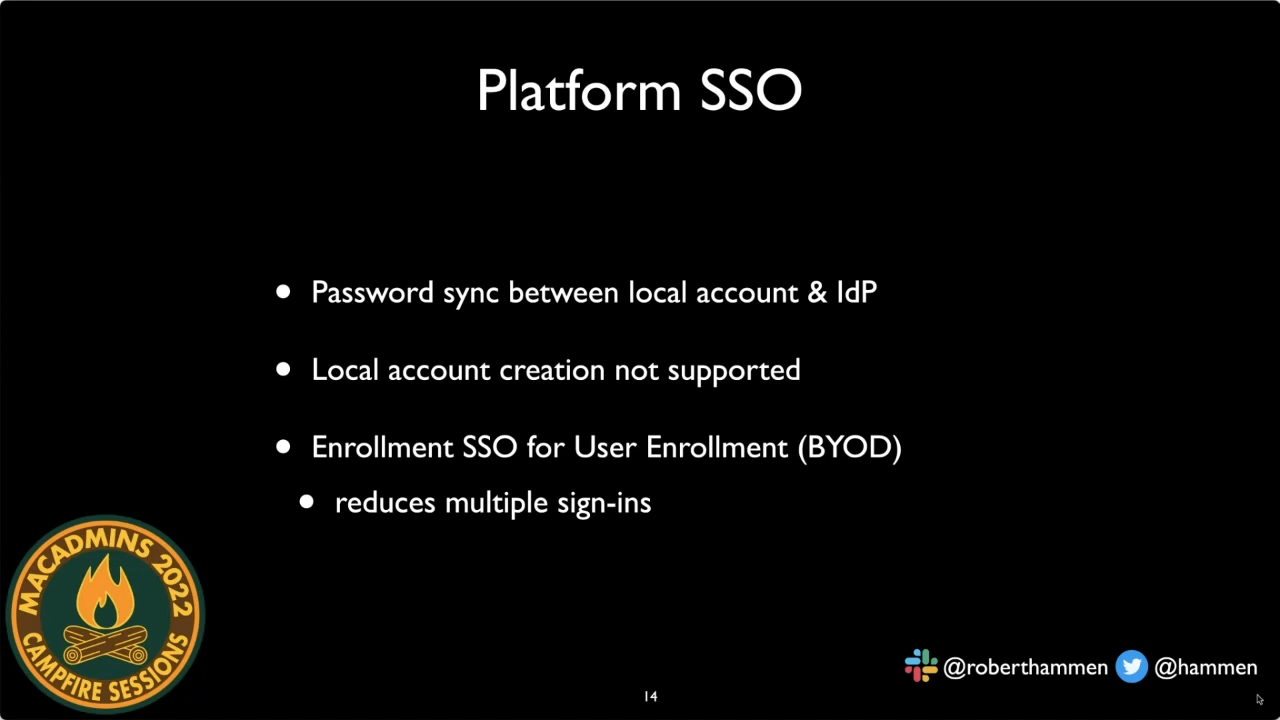 Platform SSO
• Password sync between local account & IdP
• Local account creation not supported
• Enrollment SSO for User Enrollment (BYOD)
• reduces multiple sign-ins
MACADMINS 2022
CAMPFIRE SESSIONS
@roberthammen @hammen
14